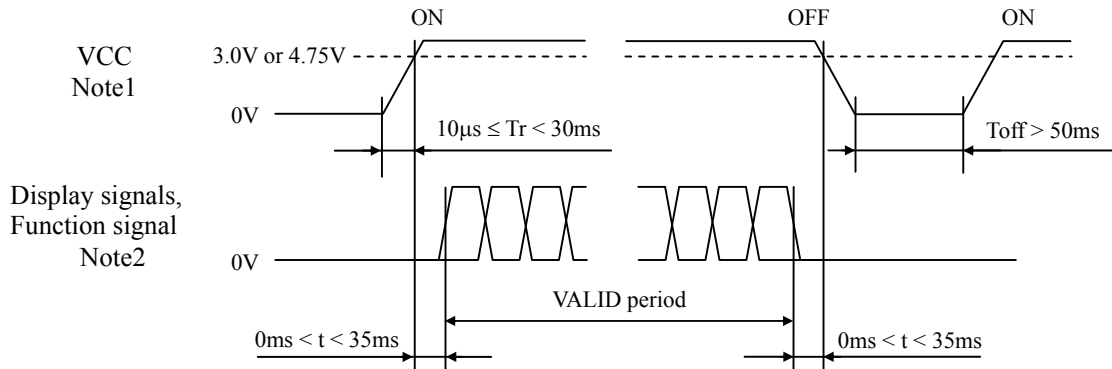 ON
OFF
ON
VCC
Note1
3.0V or 4.75V
0V
10μs ≤ Tr < 30ms
Toff > 50ms
Display signals,
Function signal
Note2
0V
VALID period
0ms < t < 35ms
0ms < t < 35ms